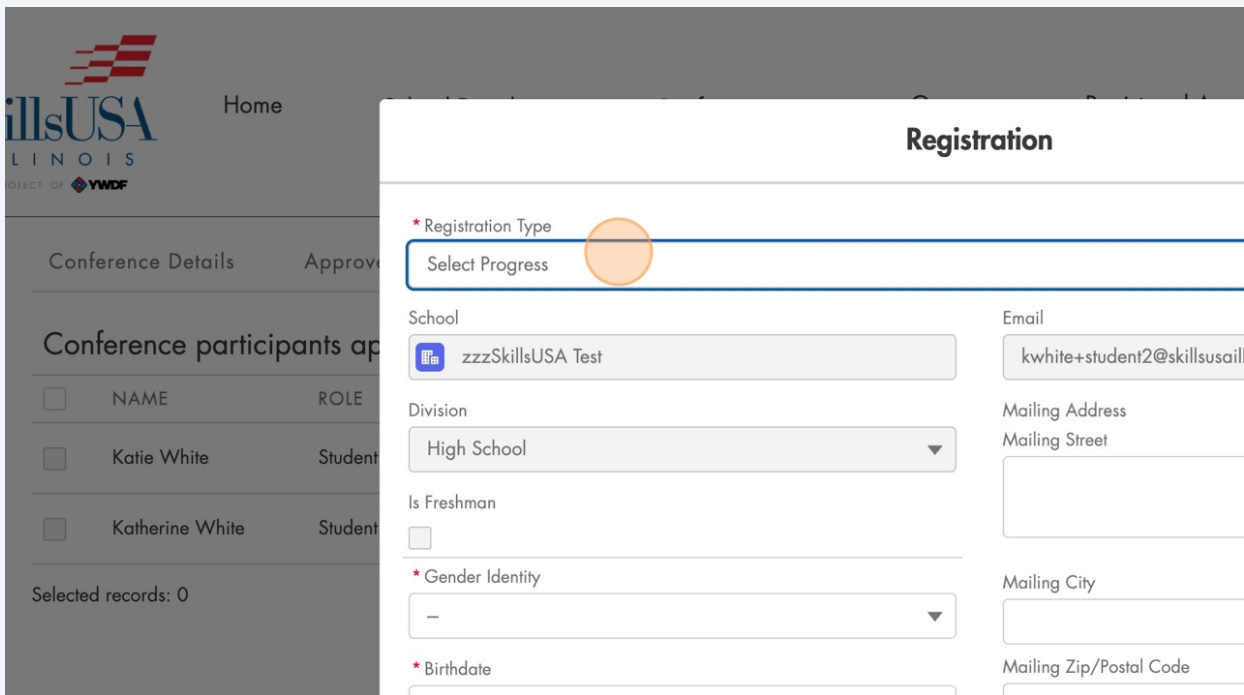 illsUSA
LINOIS
OJECT OF YWDF
Home
Registration
* Registration Type
Select Progress
Conference Details
Approve
School
zzzSkillsUSA Test
Email
kwhite+student2@skillsusaill
Conference participants ap
NAME
ROLE
Division
High School
Mailing Address
Mailing Street
Katie White
Student
Is Freshman
Katherine White
Student
* Gender Identity
–
Mailing City
Selected records: 0
* Birthdate
Mailing Zip/Postal Code